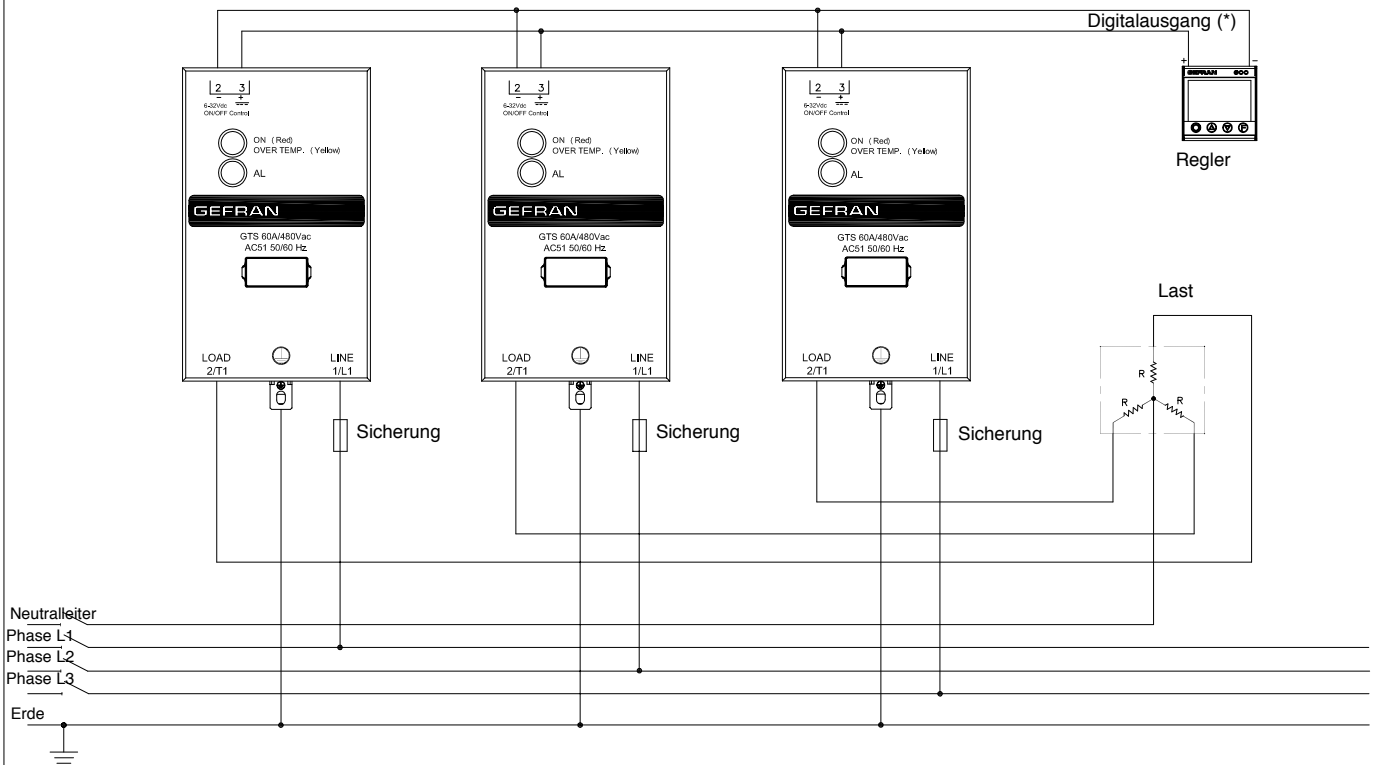 Digitalausgang (*)
+ −
GEFRAN 600
F
Regler
2 3
− +
6-32Vdc
ON/OFF Control
ON (Red)
OVER TEMP. (Yellow)
AL
GEFRAN
GTS 60A/480Vac
AC51 50/60 Hz
LOAD
2/T1
LINE
1/L1
Sicherung
2 3
− +
6-32Vdc
ON/OFF Control
ON (Red)
OVER TEMP. (Yellow)
AL
GEFRAN
GTS 60A/480Vac
AC51 50/60 Hz
LOAD
2/T1
LINE
1/L1
Sicherung
2 3
− +
6-32Vdc
ON/OFF Control
ON (Red)
OVER TEMP. (Yellow)
AL
GEFRAN
GTS 60A/480Vac
AC51 50/60 Hz
LOAD
2/T1
LINE
1/L1
Sicherung
Last
R
R
R
Neutralleiter
Phase L1
Phase L2
Phase L3
Erde